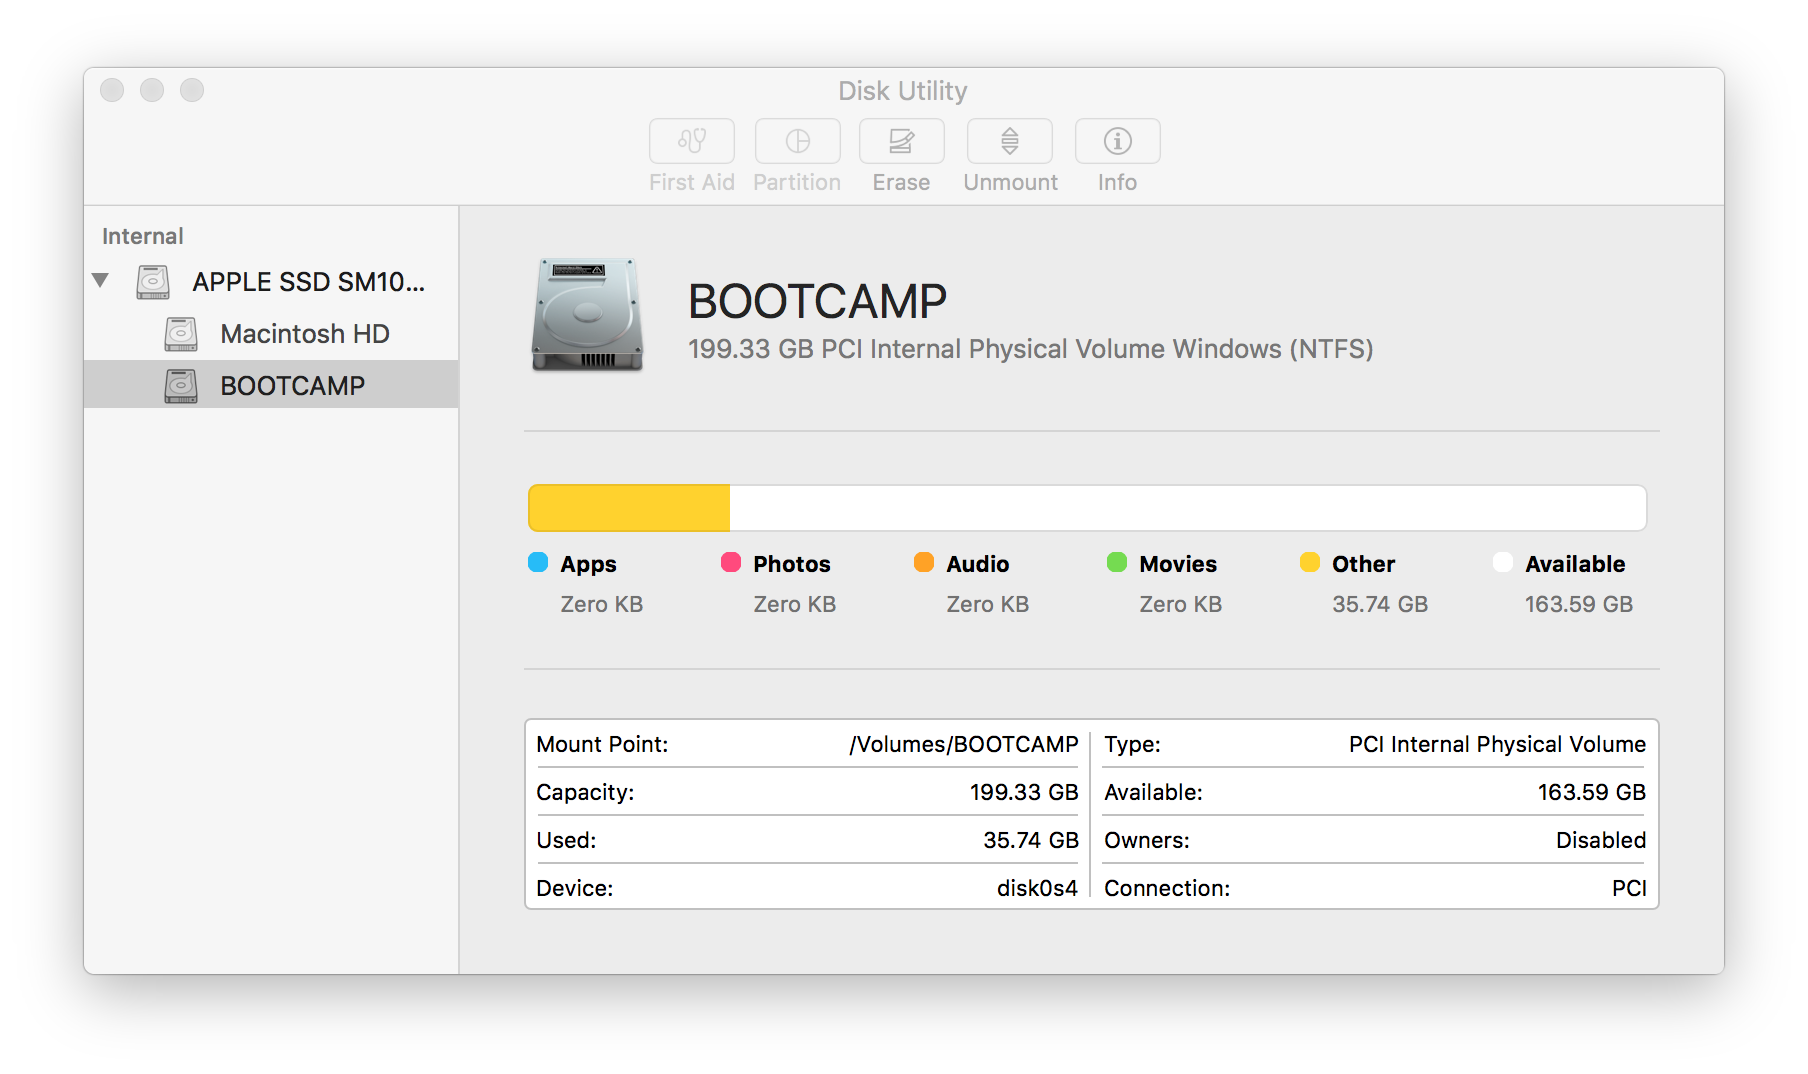 Disk Utility
First Aid Partition Erase Unmount Info
Internal
APPLE SSD SM10...
Macintosh HD
BOOTCAMP
BOOTCAMP
199.33 GB PCI Internal Physical Volume Windows (NTFS)
Apps Photos Audio Movies Other Available
Zero KB Zero KB Zero KB Zero KB 35.74 GB 163.59 GB
Mount Point: /Volumes/BOOTCAMP Type: PCI Internal Physical Volume
Capacity: 199.33 GB Available: 163.59 GB
Used: 35.74 GB Owners: Disabled
Device: disk0s4 Connection: PCI